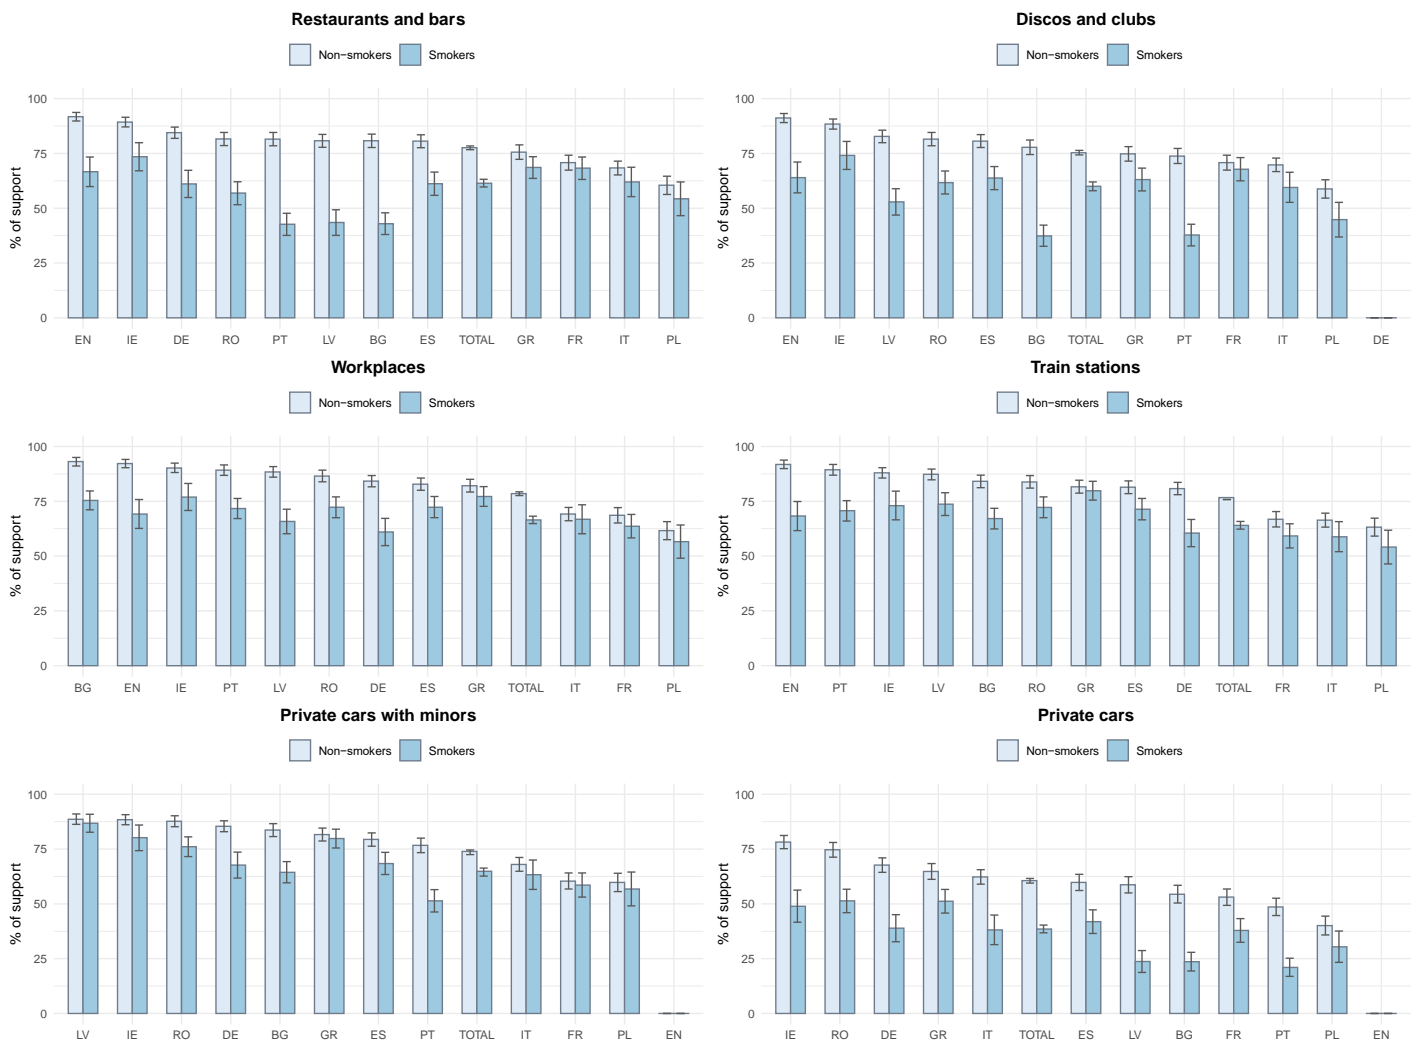 Restaurants and bars
Non−smokers Smokers
% of support
100
75
50
25
0
EN IE DE RO PT LV BG ES TOTAL GR FR IT PL
Discos and clubs
Non−smokers Smokers
% of support
100
75
50
25
0
EN IE LV RO ES BG TOTAL GR PT FR IT PL DE
Workplaces
Non−smokers Smokers
% of support
100
75
50
25
0
BG EN IE PT LV RO DE ES GR TOTAL IT FR PL
Train stations
Non−smokers Smokers
% of support
100
75
50
25
0
EN PT IE LV BG RO GR ES DE TOTAL FR IT PL
Private cars with minors
Non−smokers Smokers
% of support
100
75
50
25
0
LV IE RO DE BG GR ES PT TOTAL IT FR PL EN
Private cars
Non−smokers Smokers
% of support
100
75
50
25
0
IE RO DE GR IT TOTAL ES LV BG FR PT PL EN